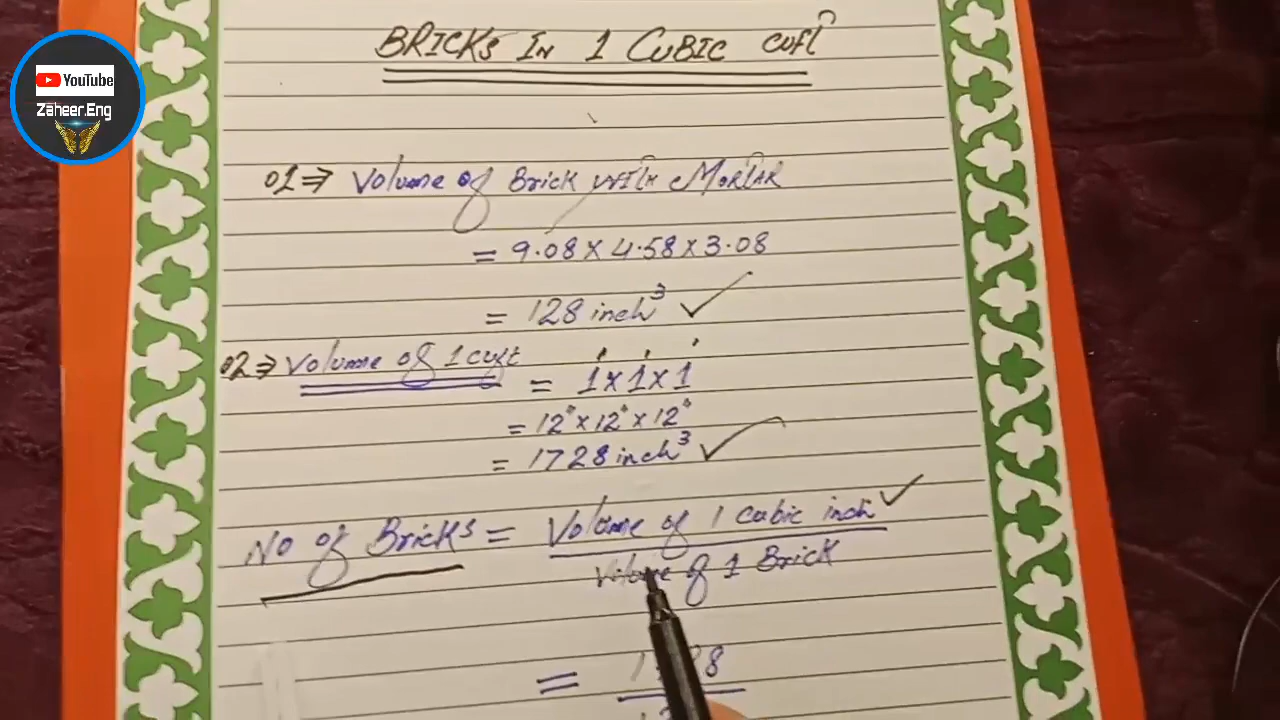 YouTube
Zaheer.Eng
BRICKS IN 1 CUBIC cuft
01⇒ Volume of Brick WITH MORTAR
= 9.08 × 4.58 × 3.08
= 128 inch³ ✓
02⇒ Volume of 1 cuft = 1 × 1 × 1
= 12" × 12" × 12"
= 1728 inch³ ✓
No of Bricks = Volume of 1 cubic inch ✓
Volume of 1 Brick
=